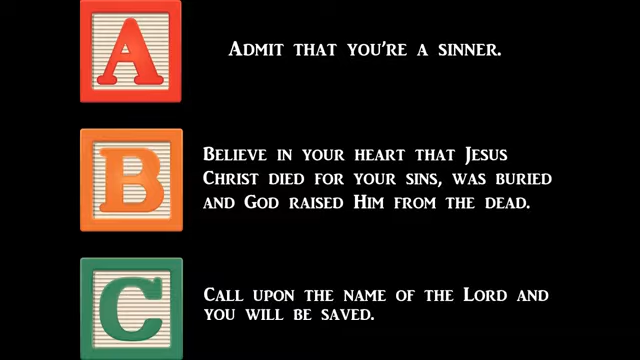 A
Admit that you're a sinner.
B
Believe in your heart that Jesus
Christ died for your sins, was buried
and God raised Him from the dead.
C
Call upon the name of the Lord and
you will be saved.